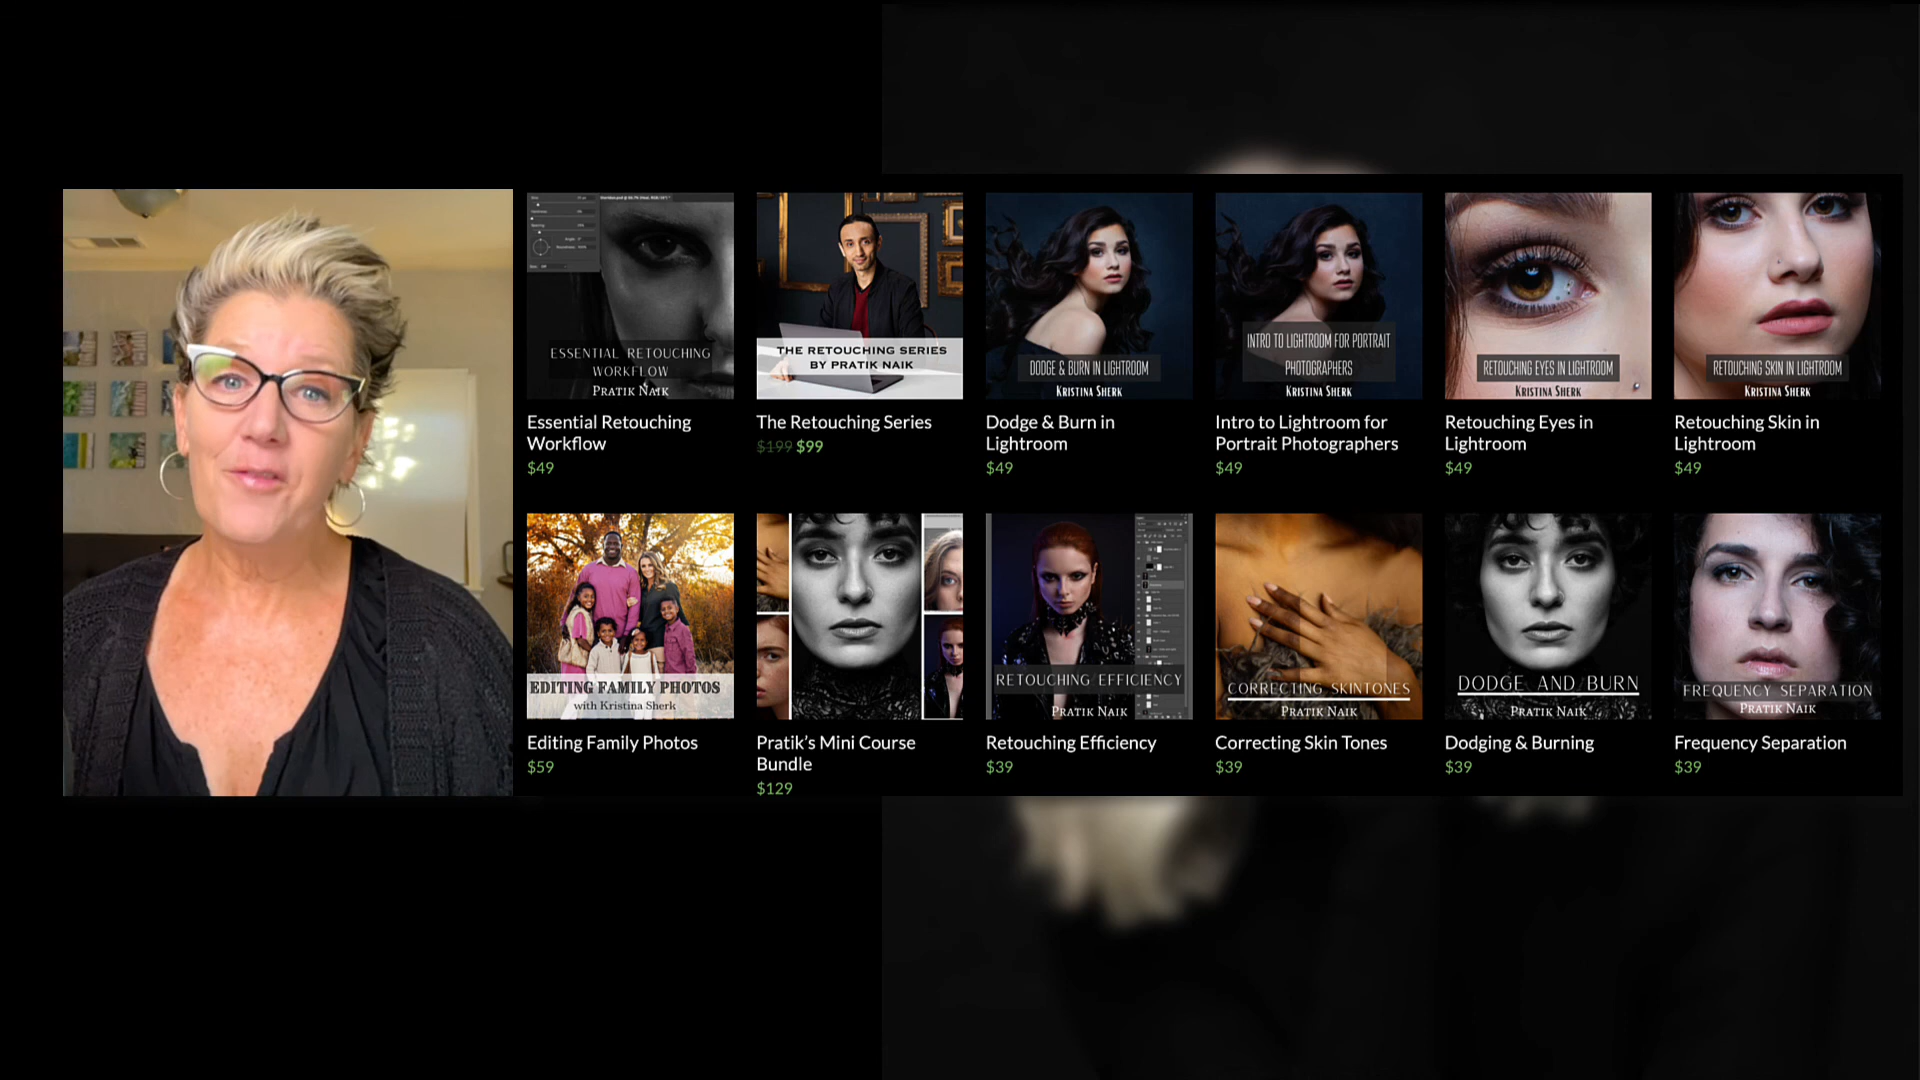 ESSENTIAL RETOUCHING
WORKFLOW
PRATIK NAIK
Essential Retouching
Workflow
$49
THE RETOUCHING SERIES
BY PRATIK NAIK
The Retouching Series
$199 $99
DODGE & BURN IN LIGHTROOM
KRISTINA SHERK
Dodge & Burn in
Lightroom
$49
INTRO TO LIGHTROOM FOR PORTRAIT
PHOTOGRAPHERS
KRISTINA SHERK
Intro to Lightroom for
Portrait Photographers
$49
RETOUCHING EYES IN LIGHTROOM
KRISTINA SHERK
Retouching Eyes in
Lightroom
$49
RETOUCHING SKIN IN LIGHTROOM
KRISTINA SHERK
Retouching Skin in
Lightroom
$49
EDITING FAMILY PHOTOS
with Kristina Sherk
Editing Family Photos
$59
Pratik’s Mini Course
Bundle
$129
RETOUCHING EFFICIENCY
PRATIK NAIK
Retouching Efficiency
$39
CORRECTING SKINTONES
PRATIK NAIK
Correcting Skin Tones
$39
DODGE AND BURN
PRATIK NAIK
Dodging & Burning
$39
FREQUENCY SEPARATION
PRATIK NAIK
Frequency Separation
$39